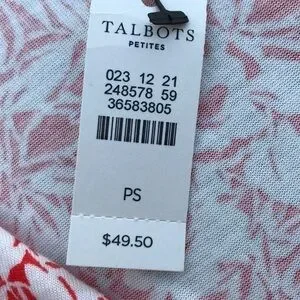 TALBOTS
PETITES
023 12 21
248578 59
36583805
PS
$49.50